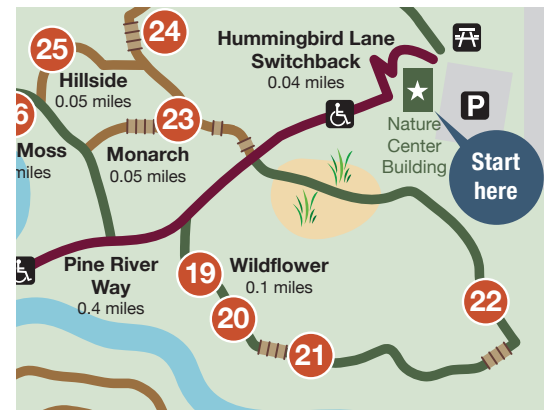 24
25
Hummingbird Lane
Switchback
0.04 miles
Hillside
0.05 miles
P
Nature
Center
Building
Start
here
6
23
Moss
miles
Monarch
0.05 miles
Pine River
Way
0.4 miles
19
Wildflower
0.1 miles
20
21
22